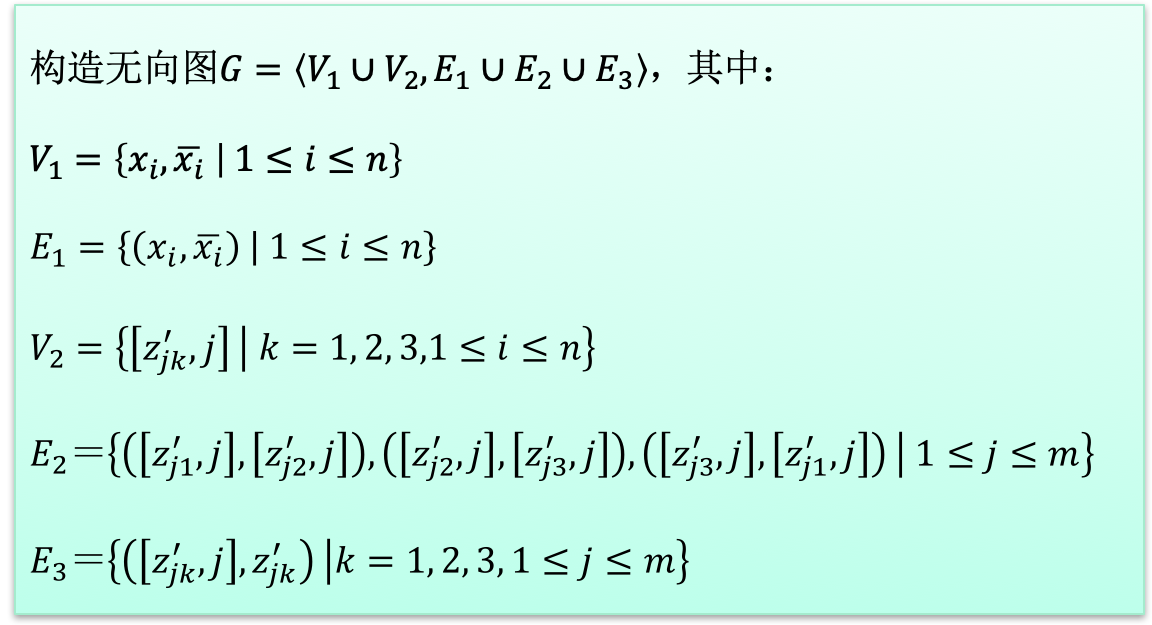 构造无向图G = ⟨V₁ ∪ V₂, E₁ ∪ E₂ ∪ E₃⟩，其中：
V₁ = {xᵢ, x̅ᵢ | 1 ≤ i ≤ n}
E₁ = {(xᵢ, x̅ᵢ) | 1 ≤ i ≤ n}
V₂ = {[z′ⱼₖ, j] | k = 1, 2, 3,1 ≤ i ≤ n}
E₂＝{([z′ⱼ₁, j], [z′ⱼ₂, j]), ([z′ⱼ₂, j], [z′ⱼ₃, j]), ([z′ⱼ₃, j], [z′ⱼ₁, j]) | 1 ≤ j ≤ m}
E₃＝{([z′ⱼₖ, j], z′ⱼₖ) |k = 1, 2, 3, 1 ≤ j ≤ m}